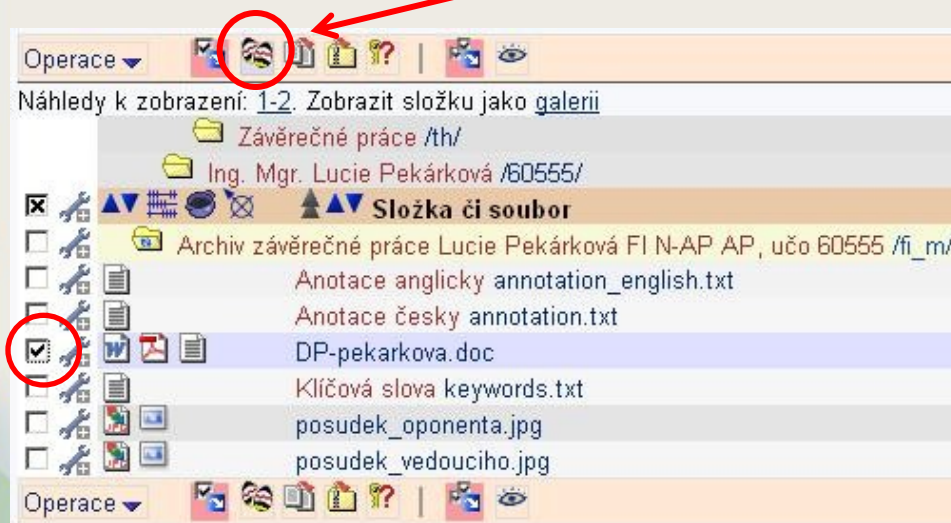 Operace
Náhledy k zobrazení: 1-2. Zobrazit složku jako galerii
Závěrečné práce /th/
Ing. Mgr. Lucie Pekárková /60555/
Složka či soubor
Archiv závěrečné práce Lucie Pekárková FI N-AP AP, učo 60555 /fi_m/
Anotace anglicky annotation_english.txt
Anotace česky annotation.txt
DP-pekarkova.doc
Klíčová slova keywords.txt
posudek_oponenta.jpg
posudek_vedouciho.jpg
Operace